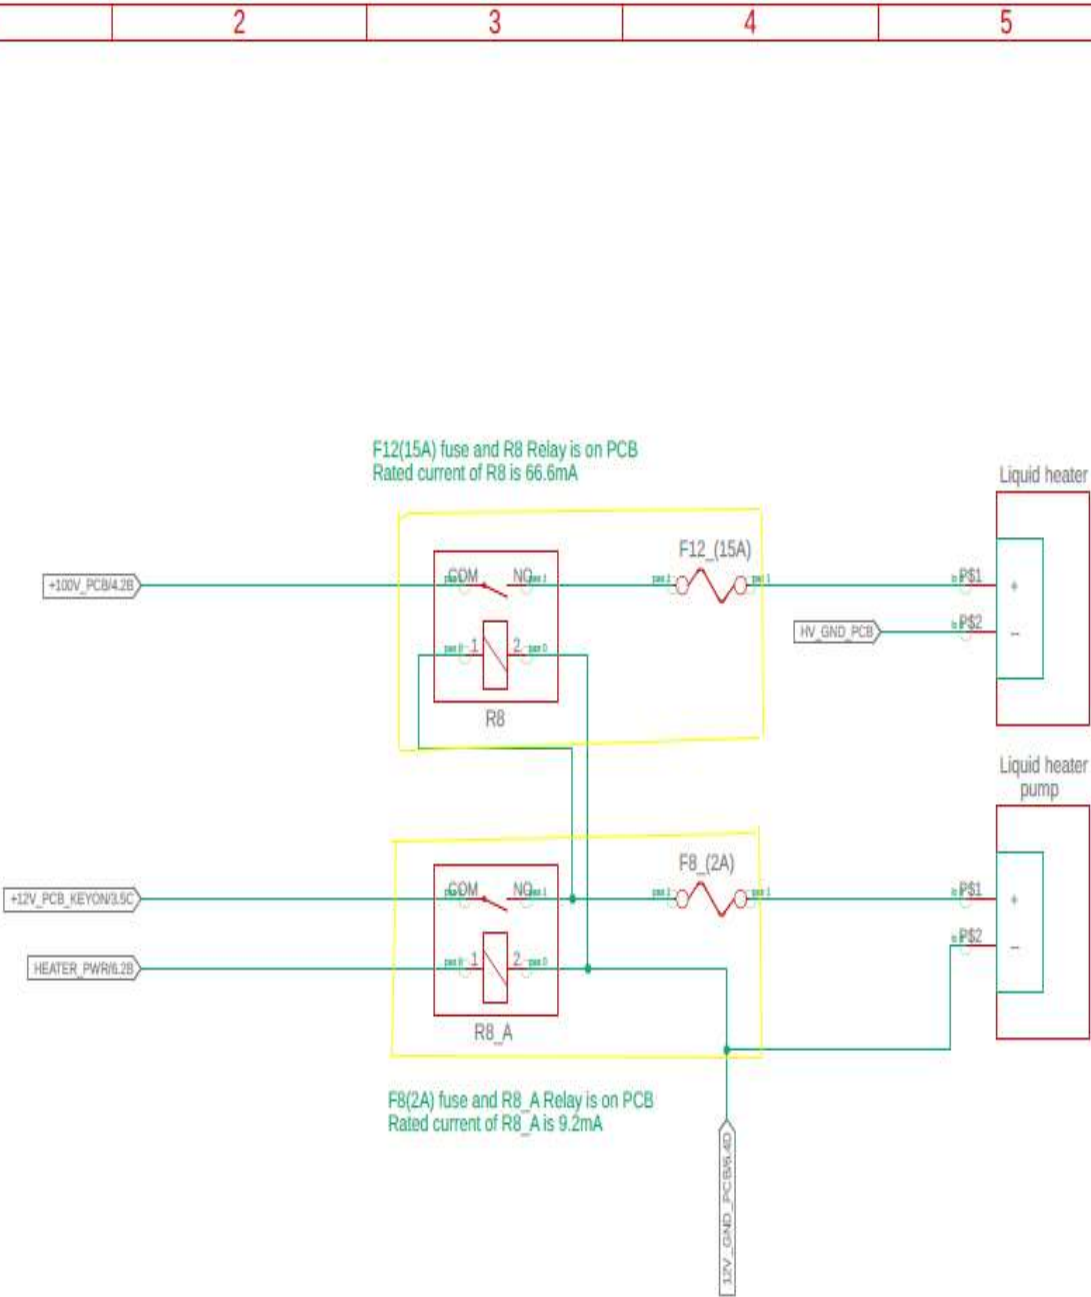 2 3 4 5
F12(15A) fuse and R8 Relay is on PCB
Rated current of R8 is 66.6mA
Liquid heater
F12_(15A)
+100V_PCB/4.2B
COM NO
P$1
+
HV_GND_PCB
P$2
−
1 2
R8
Liquid heater
pump
F8_(2A)
+12V_PCB_KEYON/3.5C
COM NO
P$1
+
P$2
−
HEATER_PWR/6.2B
1 2
R8_A
F8(2A) fuse and R8_A Relay is on PCB
Rated current of R8_A is 9.2mA